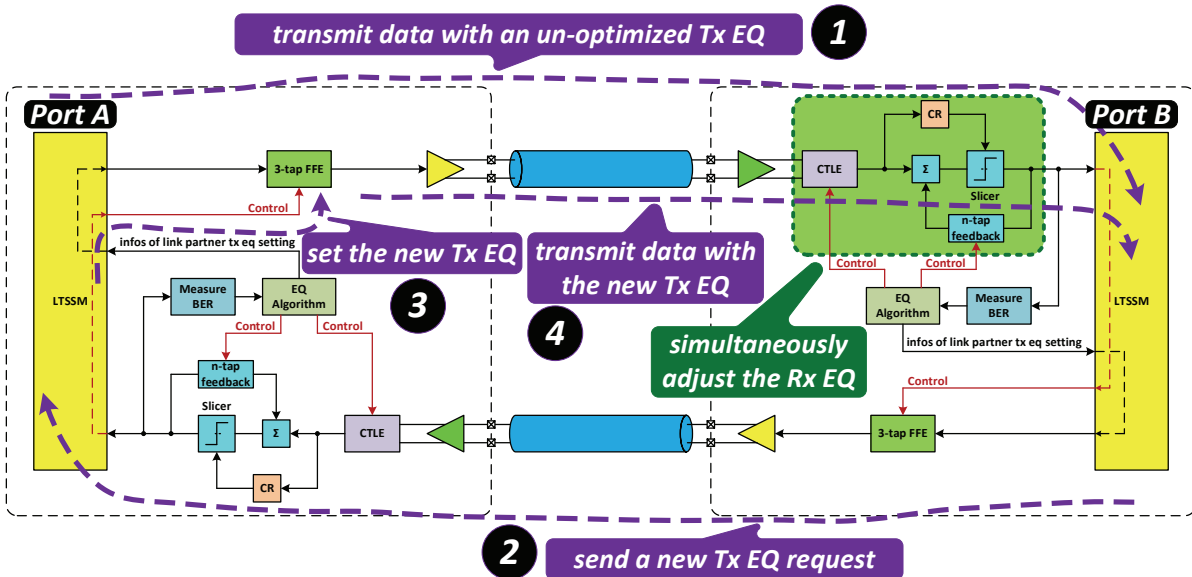 transmit data with an un-optimized Tx EQ
1
Port A
Port B
CR
3-tap FFE
CTLE
Σ
Slicer
Control
n-tap
feedback
infos of link partner tx eq setting
set the new Tx EQ
3
transmit data with
the new Tx EQ
4
Control
Control
LTSSM
Measure
BER
EQ
Algorithm
EQ
Algorithm
Measure
BER
LTSSM
Control
Control
simultaneously
adjust the Rx EQ
infos of link partner tx eq setting
n-tap
feedback
Control
Slicer
Σ
CTLE
3-tap FFE
CR
2
send a new Tx EQ request